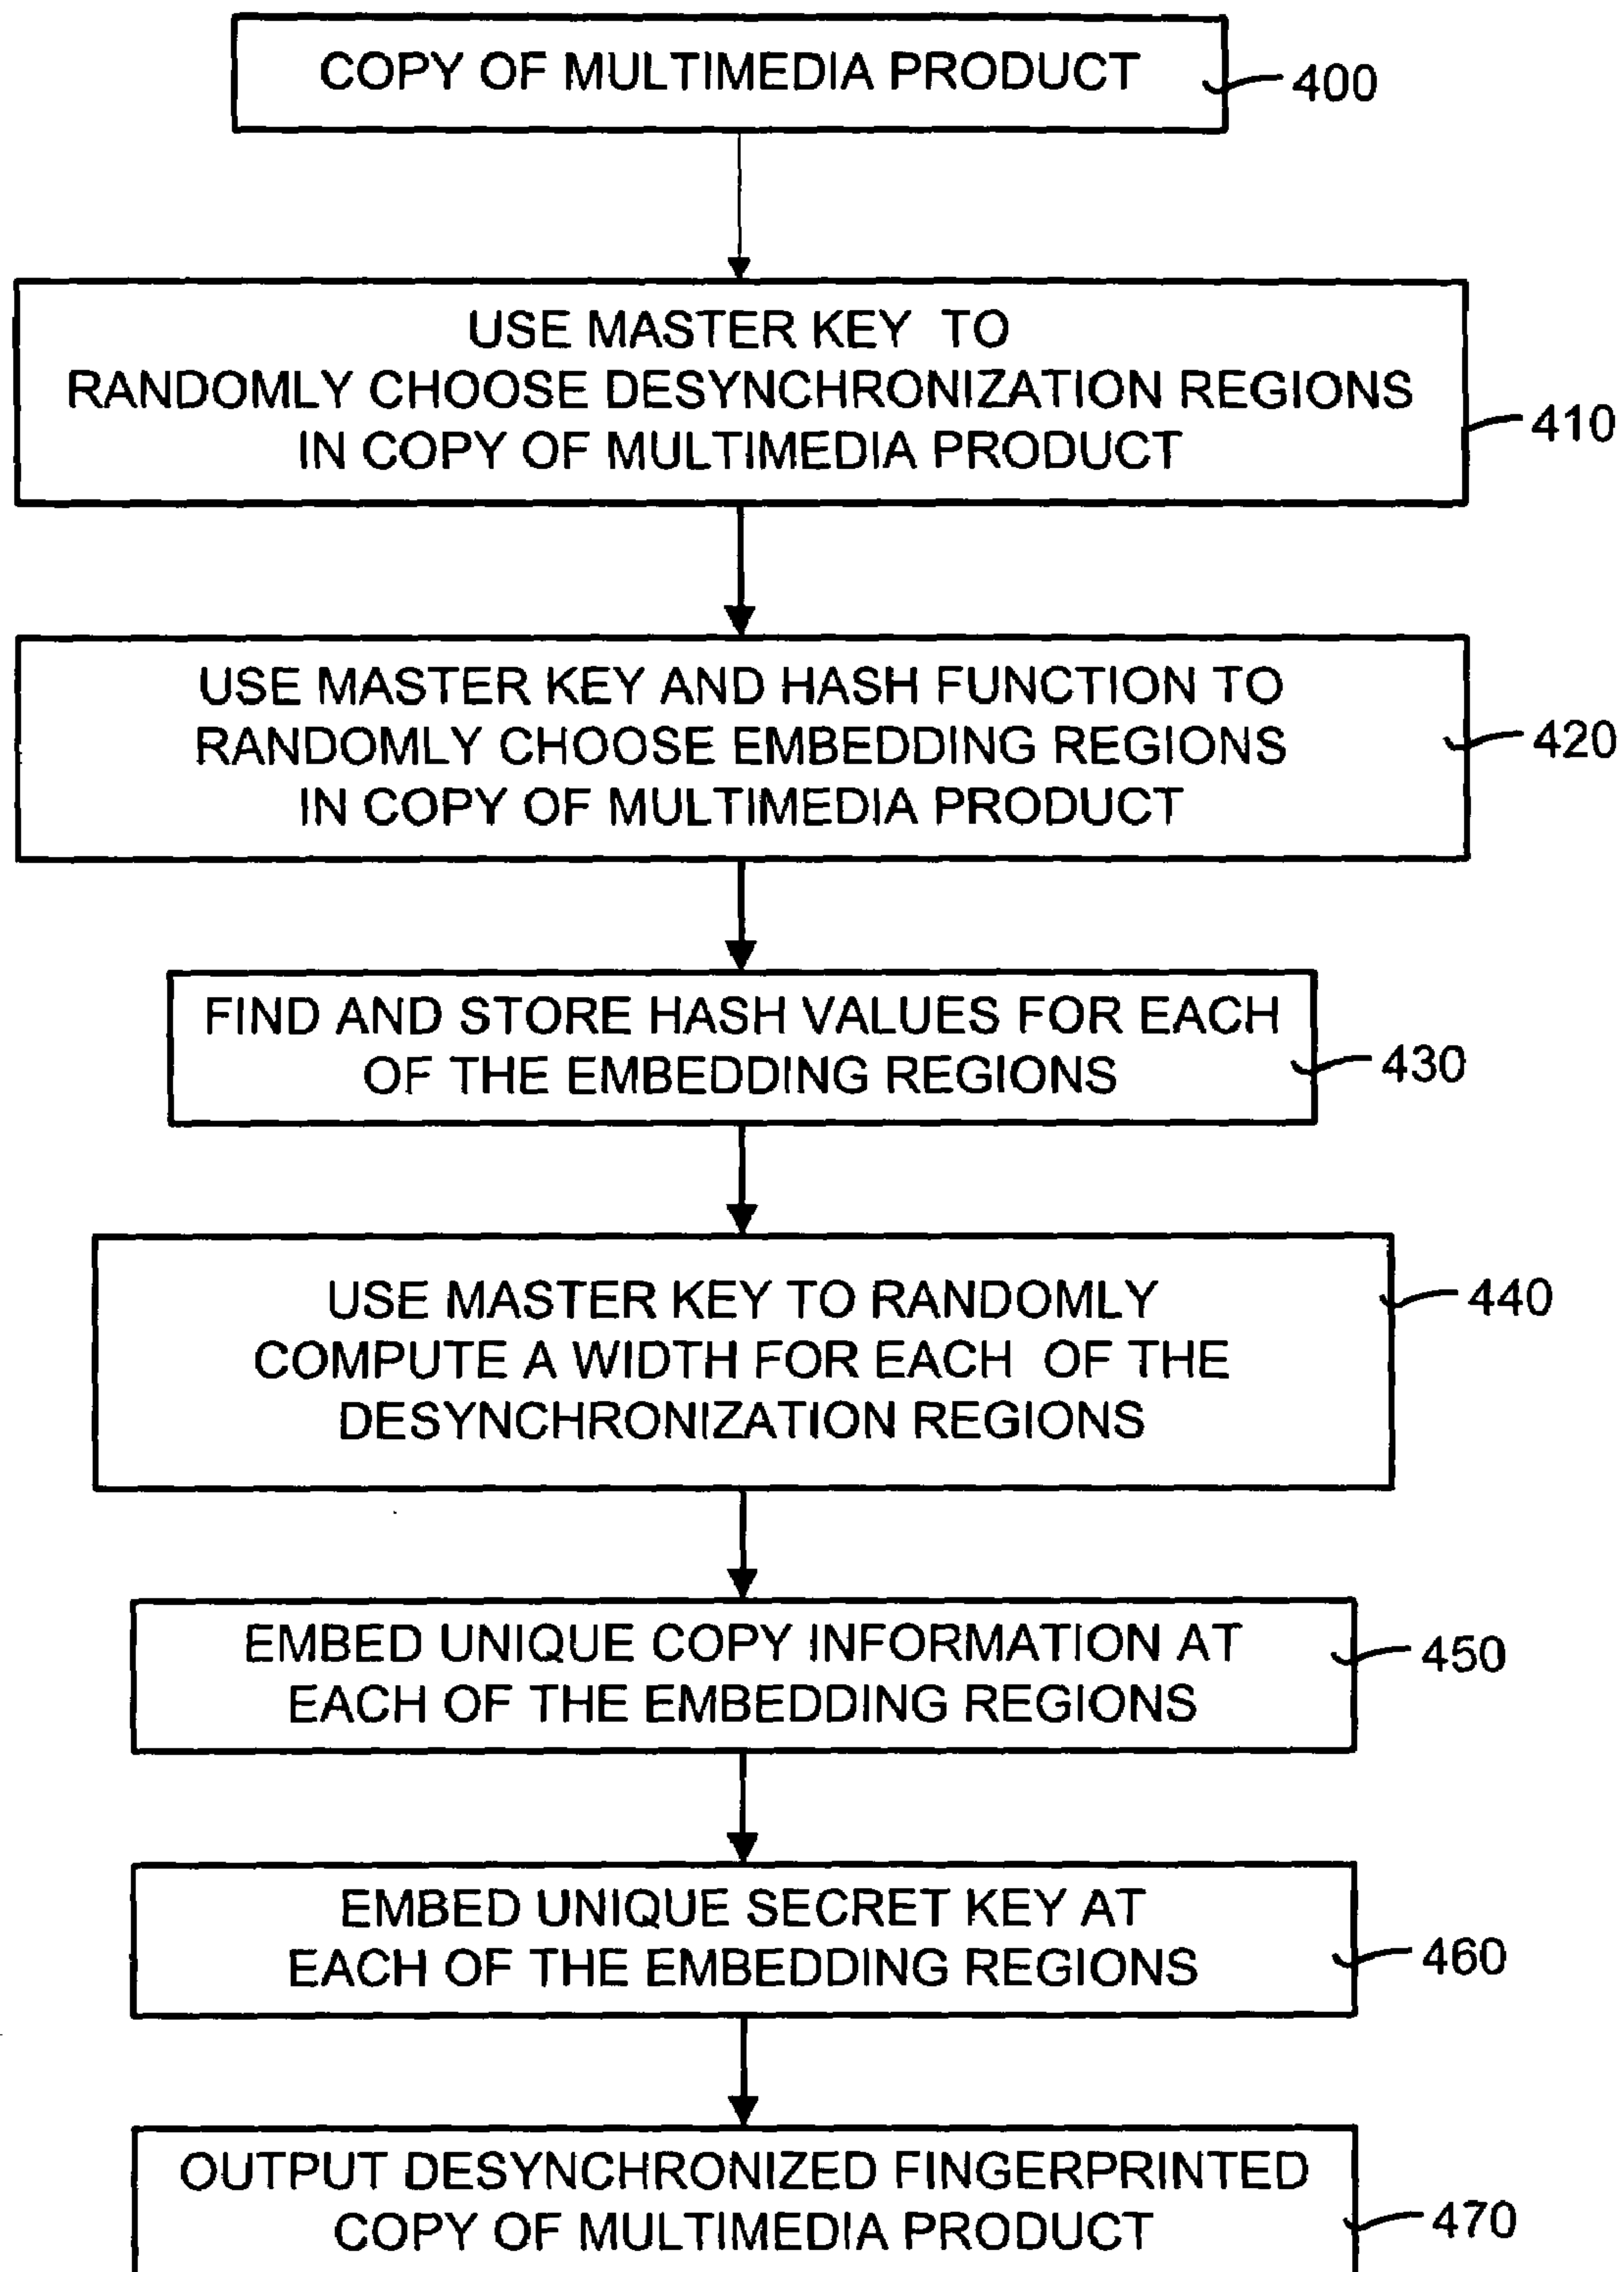 COPY OF MULTIMEDIA PRODUCT
400
USE MASTER KEY TO
RANDOMLY CHOOSE DESYNCHRONIZATION REGIONS
IN COPY OF MULTIMEDIA PRODUCT
410
USE MASTER KEY AND HASH FUNCTION TO
RANDOMLY CHOOSE EMBEDDING REGIONS
IN COPY OF MULTIMEDIA PRODUCT
420
FIND AND STORE HASH VALUES FOR EACH
OF THE EMBEDDING REGIONS
430
USE MASTER KEY TO RANDOMLY
COMPUTE A WIDTH FOR EACH OF THE
DESYNCHRONIZATION REGIONS
440
EMBED UNIQUE COPY INFORMATION AT
EACH OF THE EMBEDDING REGIONS
450
EMBED UNIQUE SECRET KEY AT
EACH OF THE EMBEDDING REGIONS
460
OUTPUT DESYNCHRONIZED FINGERPRINTED
COPY OF MULTIMEDIA PRODUCT
470